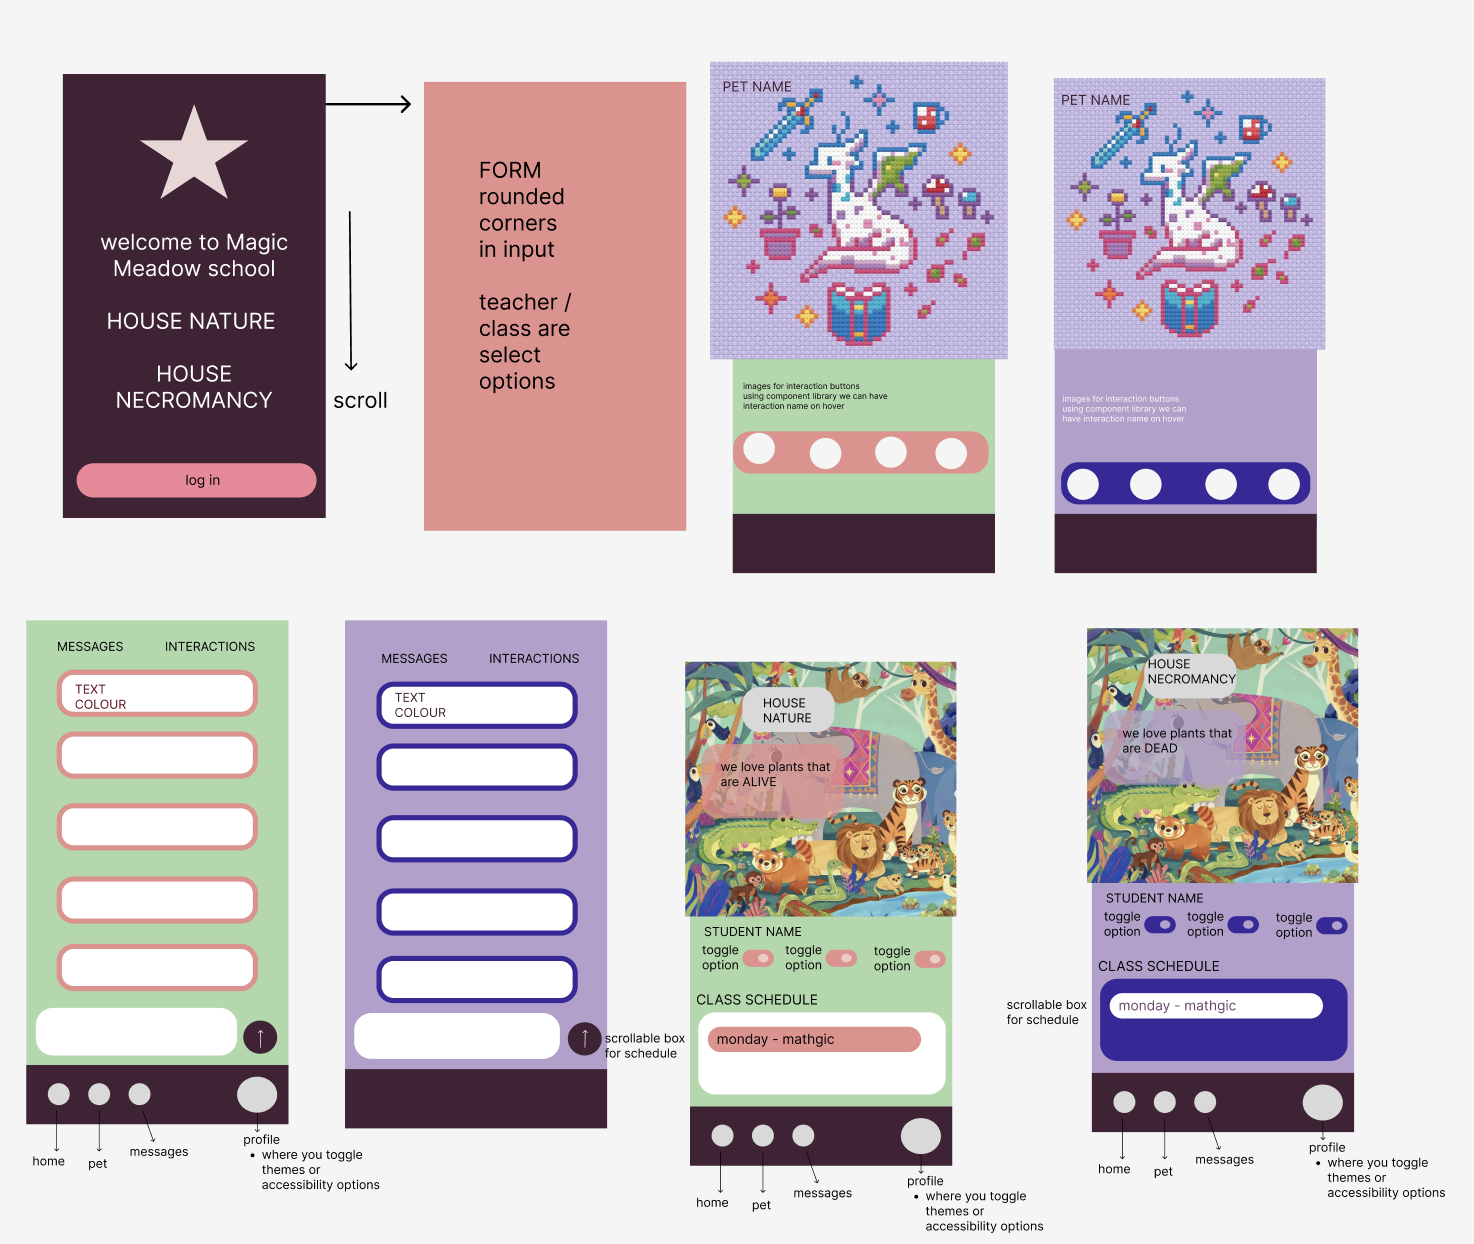 welcome to Magic
Meadow school
HOUSE NATURE
HOUSE
NECROMANCY
log in
scroll
FORM
rounded
corners
in input
teacher /
class are
select
options
PET NAME
images for interaction buttons
using component library we can have
interaction name on hover
PET NAME
images for interaction buttons
using component library we can
have interaction name on hover
MESSAGES INTERACTIONS
TEXT
COLOUR
home
pet
messages
profile
• where you toggle
themes or
accessibility options
MESSAGES INTERACTIONS
TEXT
COLOUR
HOUSE
NATURE
we love plants that
are ALIVE
STUDENT NAME
toggle
option
toggle
option
toggle
option
CLASS SCHEDULE
scrollable box
for schedule
monday - mathgic
home
pet
messages
profile
• where you toggle
themes or
accessibility options
HOUSE
NECROMANCY
we love plants that
are DEAD
STUDENT NAME
toggle
option
toggle
option
toggle
option
CLASS SCHEDULE
scrollable box
for schedule
monday - mathgic
home
pet
messages
profile
• where you toggle
themes or
accessibility options